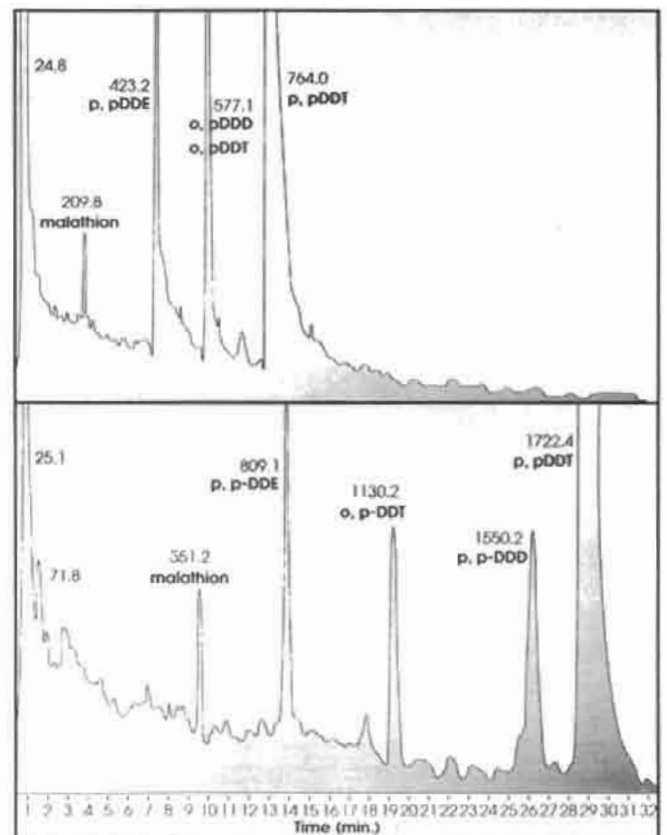 24.8
423.2
p, pDDE
577.1
o, pDDD
o, pDDT
764.0
p, pDDT
209.8
malathion
25.1
71.8
551.2
malathion
809.1
p, p-DDE
1130.2
o, p-DDT
1550.2
p, p-DDD
1722.4
p, pDDT
1 2 3 4 5 6 7 8 9 10 11 12 13 14 15 16 17 18 19 20 21 22 23 24 25 26 27 28 29 30 31 32
Time (min.)